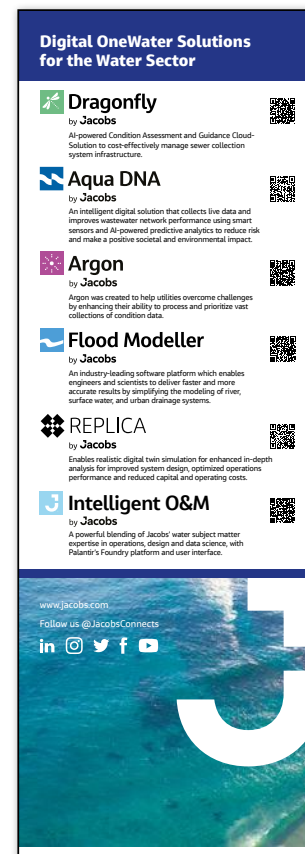 Digital OneWater Solutions
for the Water Sector
Dragonfly
by Jacobs
AI-powered Condition Assessment and Guidance Cloud-
Solution to cost-effectively manage sewer collection
system infrastructure.
Aqua DNA
by Jacobs
An intelligent digital solution that collects live data and
improves wastewater network performance using smart
sensors and AI-powered predictive analytics to reduce risk
and make a positive societal and environmental impact.
Argon
by Jacobs
Argon was created to help utilities overcome challenges
by enhancing their ability to process and prioritize vast
collections of condition data.
Flood Modeller
by Jacobs
An industry-leading software platform which enables
engineers and scientists to deliver faster and more
accurate results by simplifying the modeling of river,
surface water, and urban drainage systems.
REPLICA
by Jacobs
Enables realistic digital twin simulation for enhanced in-depth
analysis for improved system design, optimized operations
performance and reduced capital and operating costs.
Intelligent O&M
by Jacobs
A powerful blending of Jacobs' water subject matter
expertise in operations, design and data science, with
Palantir's Foundry platform and user interface.
www.jacobs.com
Follow us @JacobsConnects